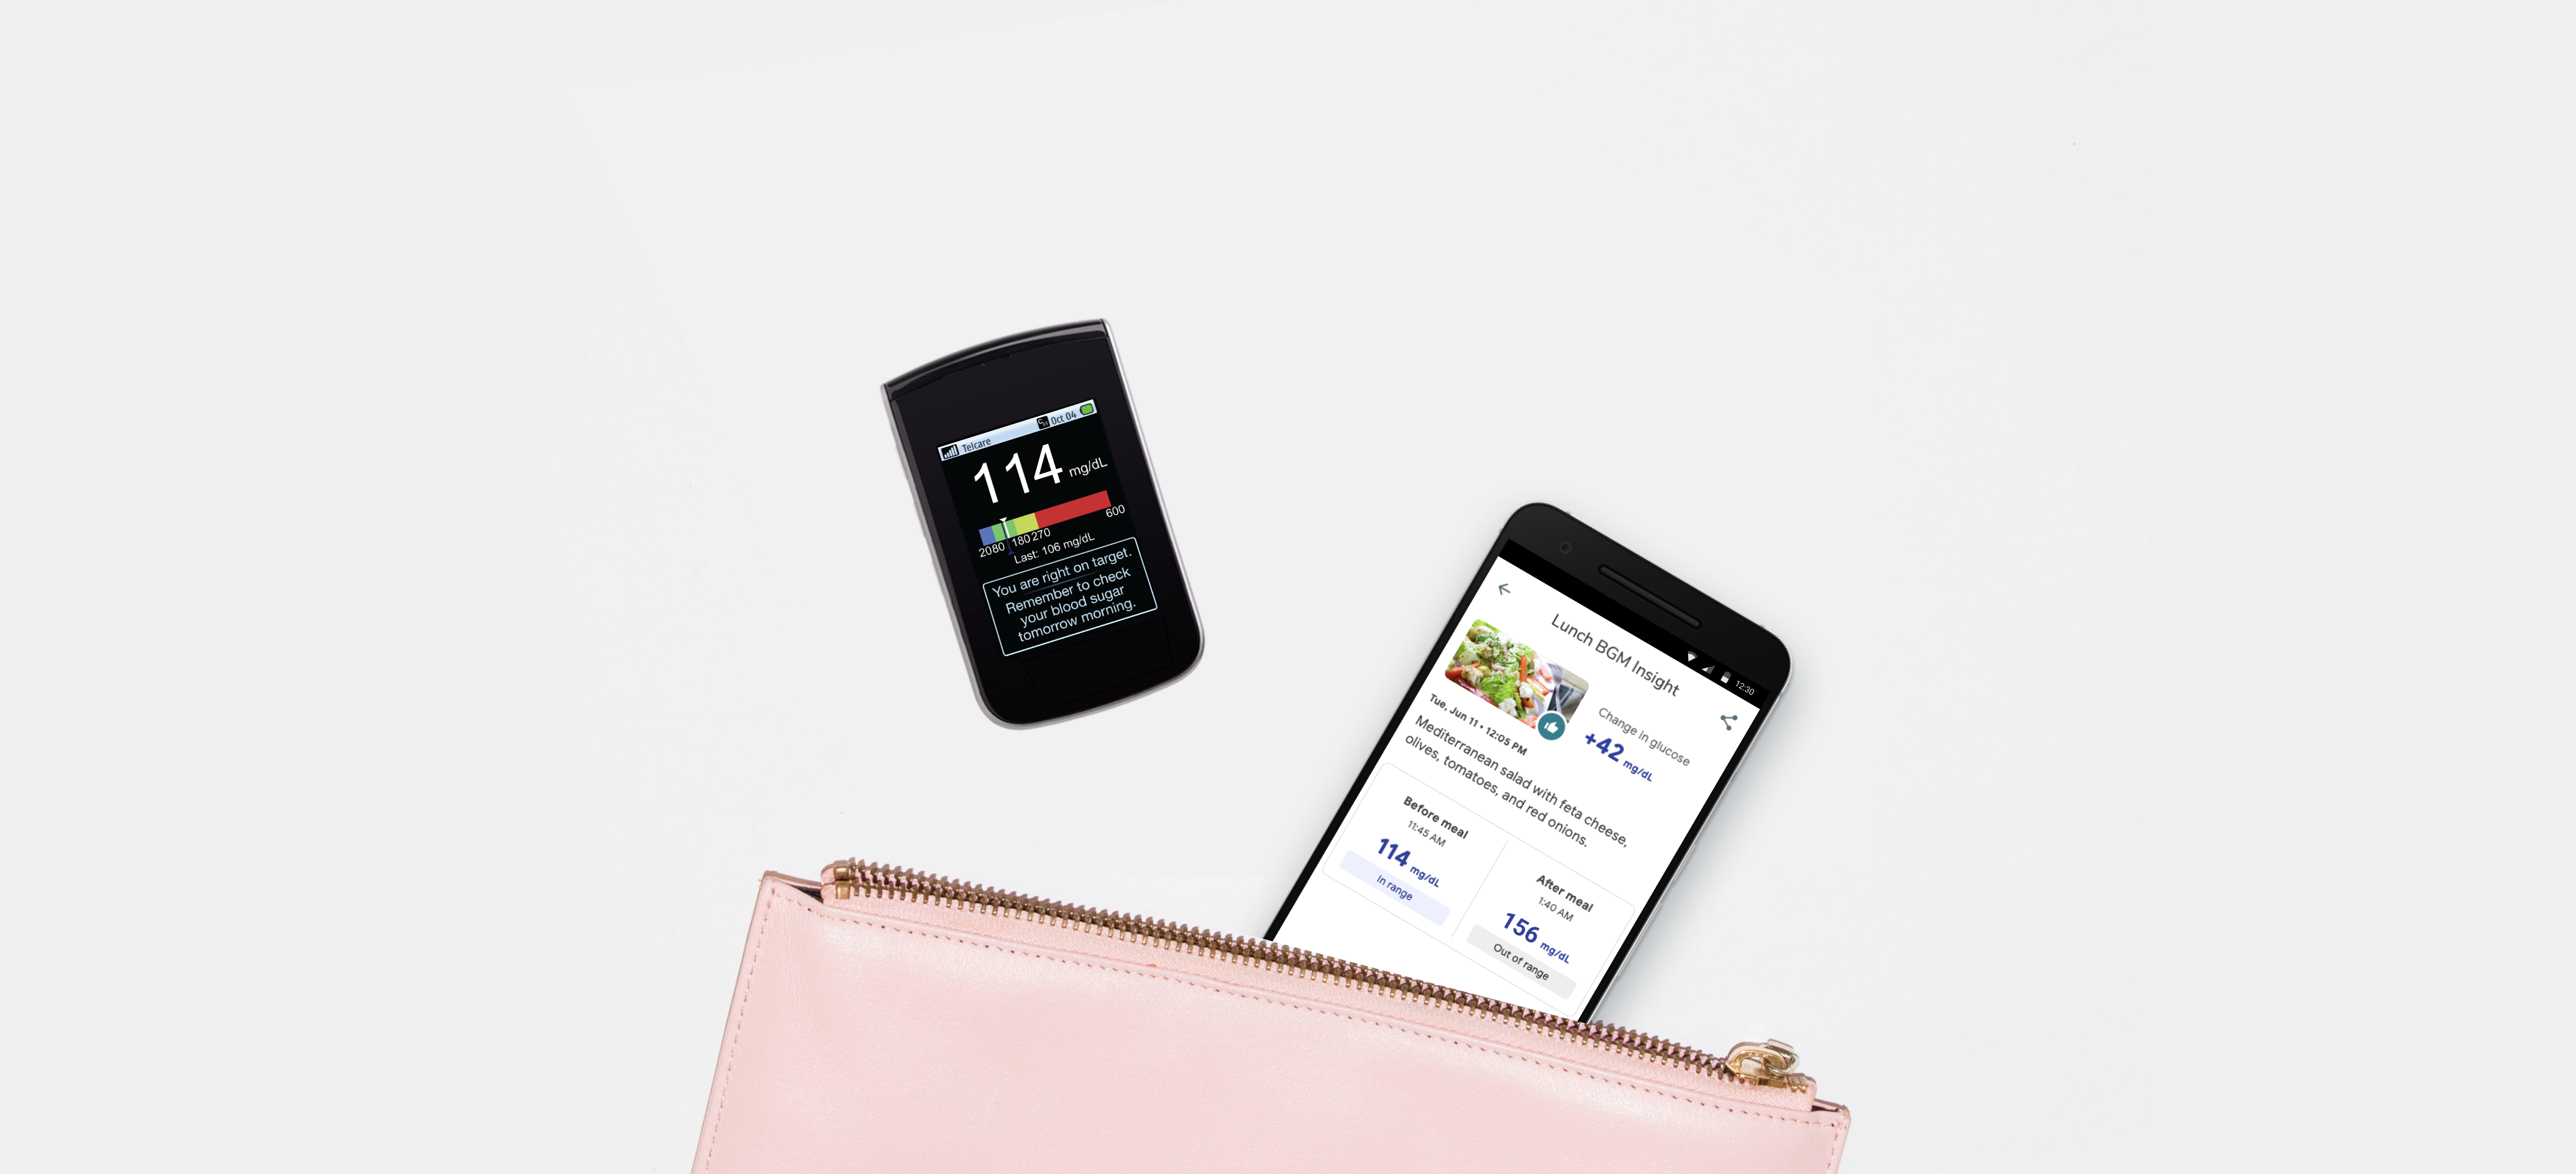 Telcare Oct 04
114 mg/dL
20 80 180 270 600
Last: 106 mg/dL
You are right on target.
Remember to check
your blood sugar
tomorrow morning.
12:30
Lunch BGM Insight
Change in glucose
+42 mg/dL
Tue, Jun 11 • 12:05 PM
Mediterranean salad with feta cheese,
olives, tomatoes, and red onions.
Before meal
11:45 AM
114 mg/dL
In range
After meal
1:40 AM
156 mg/dL
Out of range